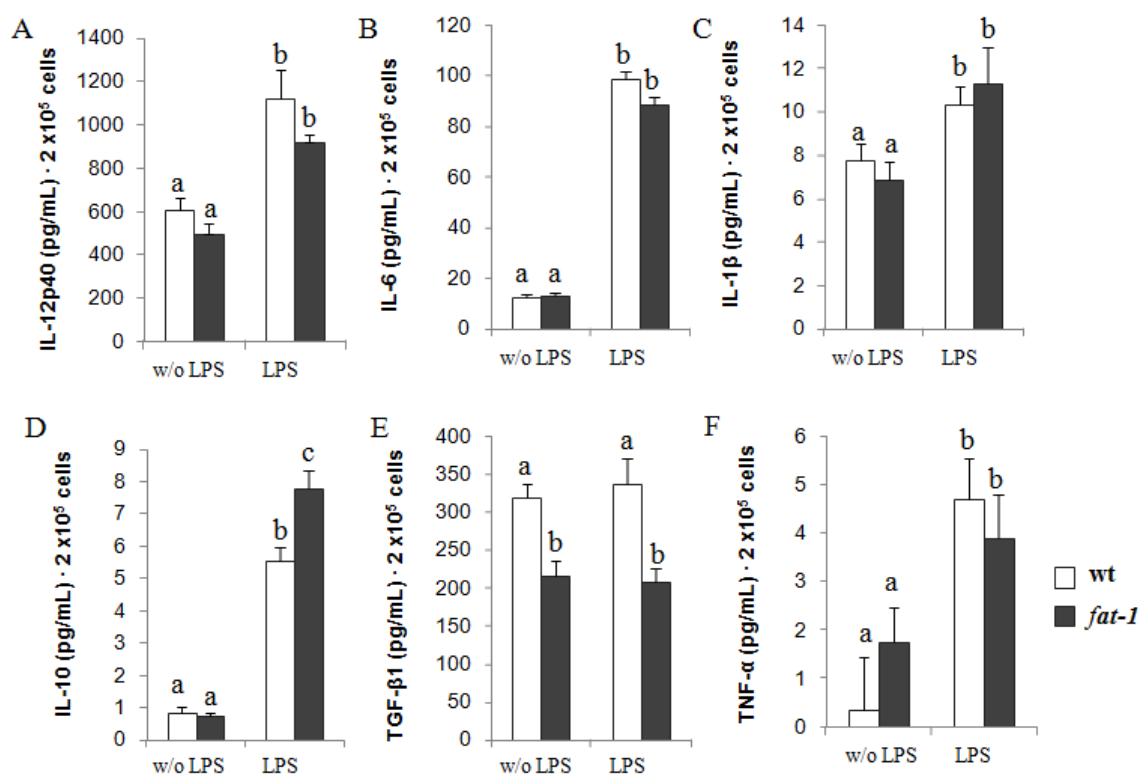 A
IL-12p40 (pg/mL) · 2 x10⁵ cells
1400
1200
1000
800
600
400
200
0
a
a
b
b
w/o LPS
LPS
B
IL-6 (pg/mL) · 2 x10⁵ cells
120
100
80
60
40
20
0
a
a
b
b
w/o LPS
LPS
C
IL-1β (pg/mL) · 2 x10⁵ cells
14
12
10
8
6
4
2
0
a
a
b
b
w/o LPS
LPS
D
IL-10 (pg/mL) · 2 x10⁵ cells
9
8
7
6
5
4
3
2
1
0
a
a
b
c
w/o LPS
LPS
E
TGF-β1 (pg/mL) · 2 x10⁵ cells
400
350
300
250
200
150
100
50
0
a
b
a
b
w/o LPS
LPS
F
TNF-α (pg/mL) · 2 x10⁵ cells
6
5
4
3
2
1
0
a
a
b
b
w/o LPS
LPS
wt
fat-1